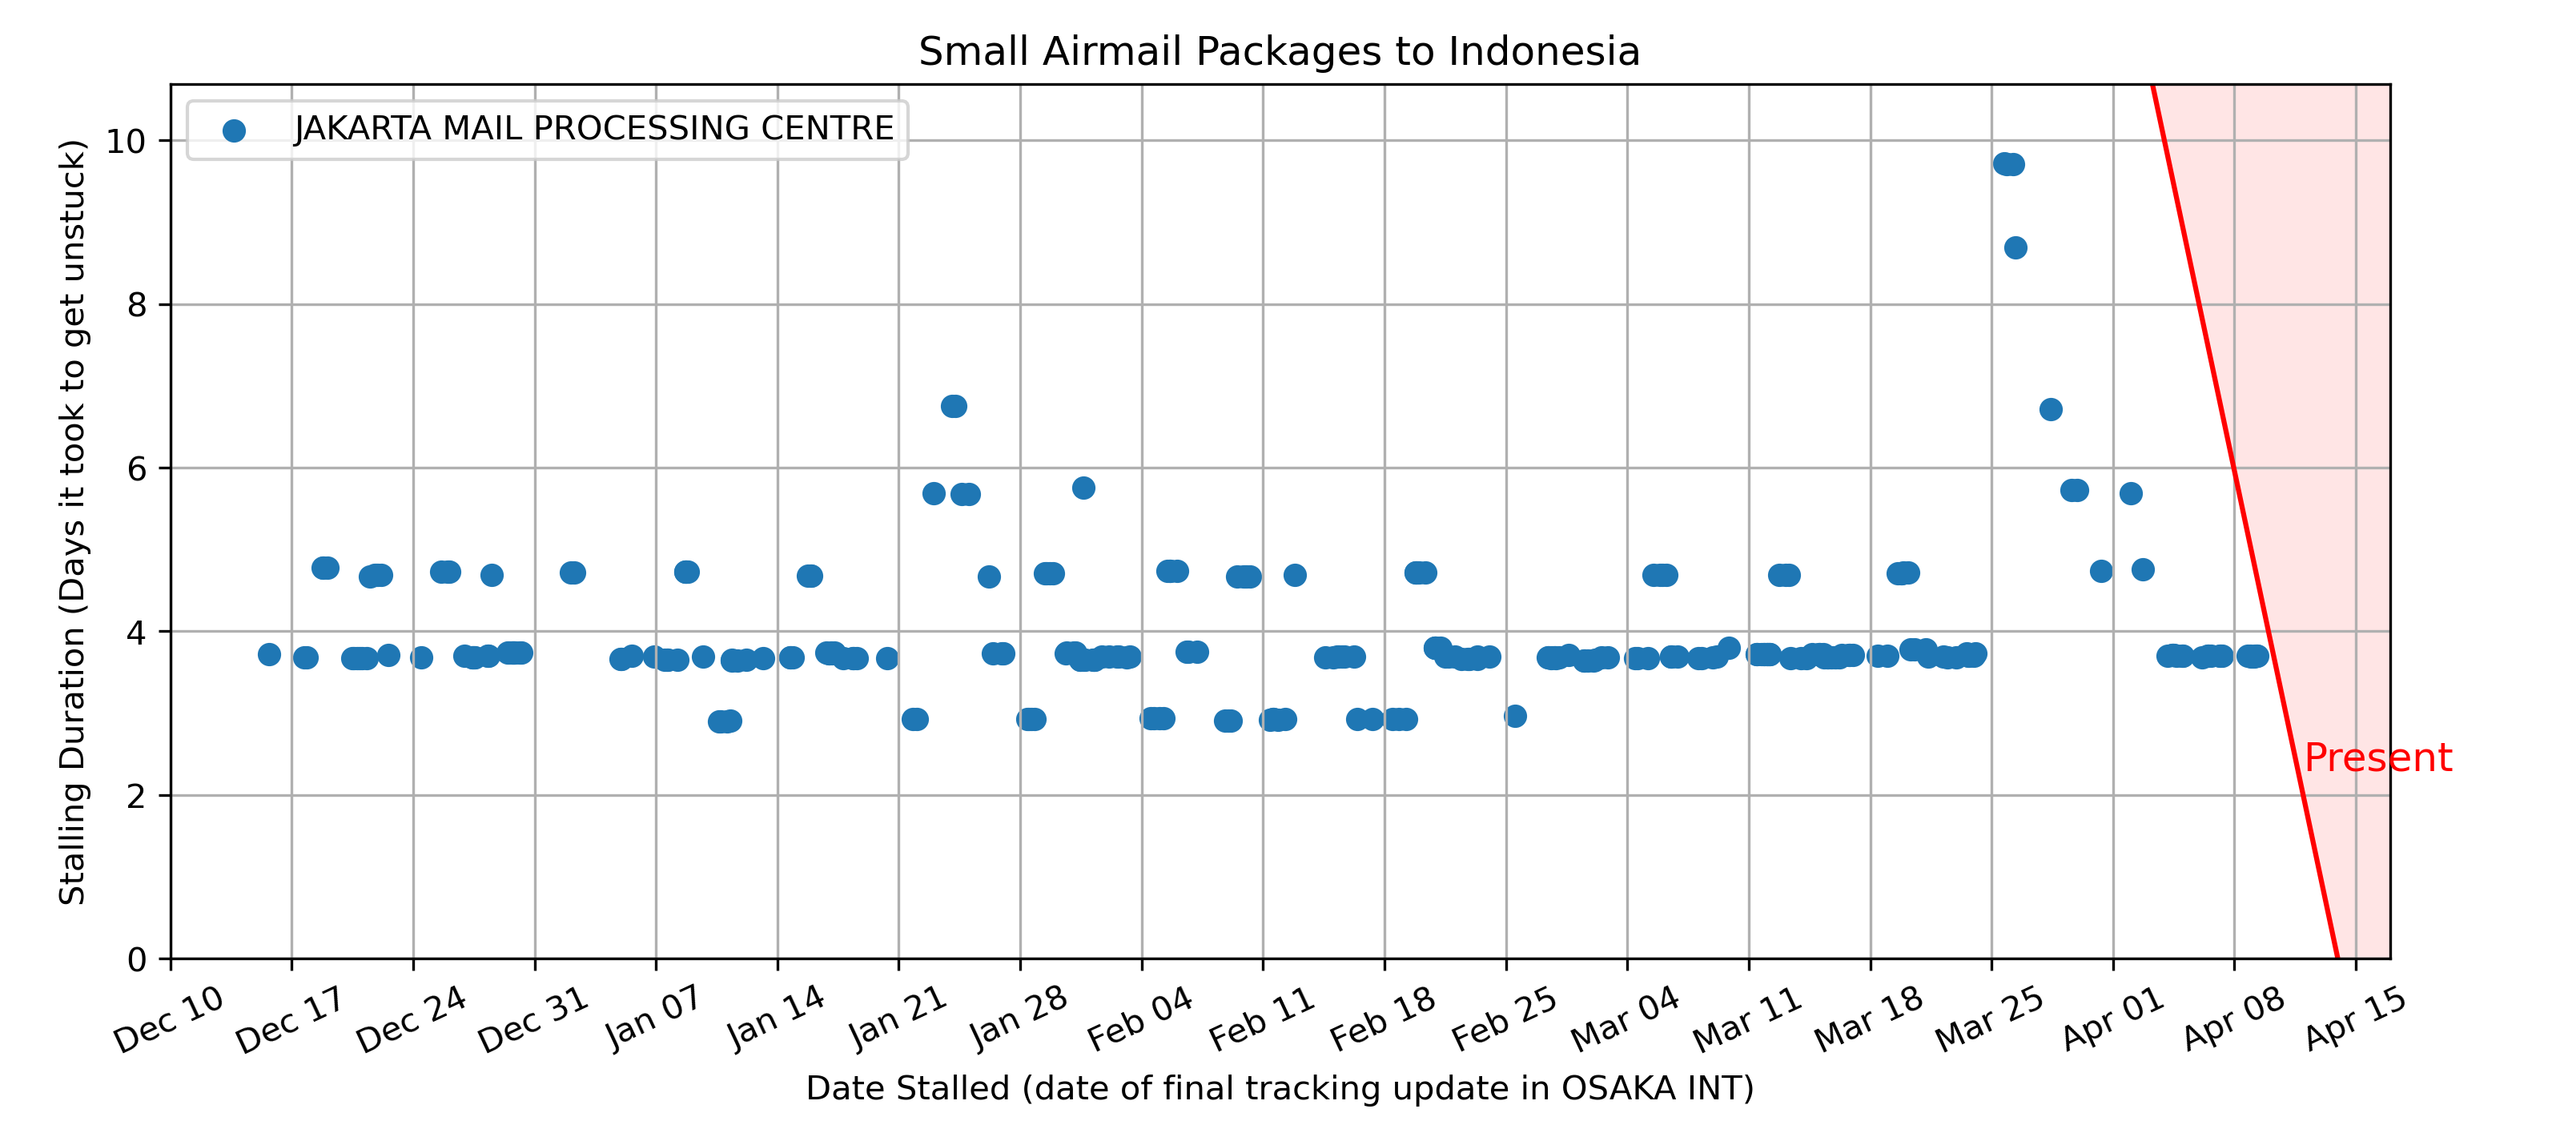 Small Airmail Packages to Indonesia
JAKARTA MAIL PROCESSING CENTRE
Stalling Duration (Days it took to get unstuck)
10
8
6
4
2
0
Present
Dec 10
Dec 17
Dec 24
Dec 31
Jan 07
Jan 14
Jan 21
Jan 28
Feb 04
Feb 11
Feb 18
Feb 25
Mar 04
Mar 11
Mar 18
Mar 25
Apr 01
Apr 08
Apr 15
Date Stalled (date of final tracking update in OSAKA INT)